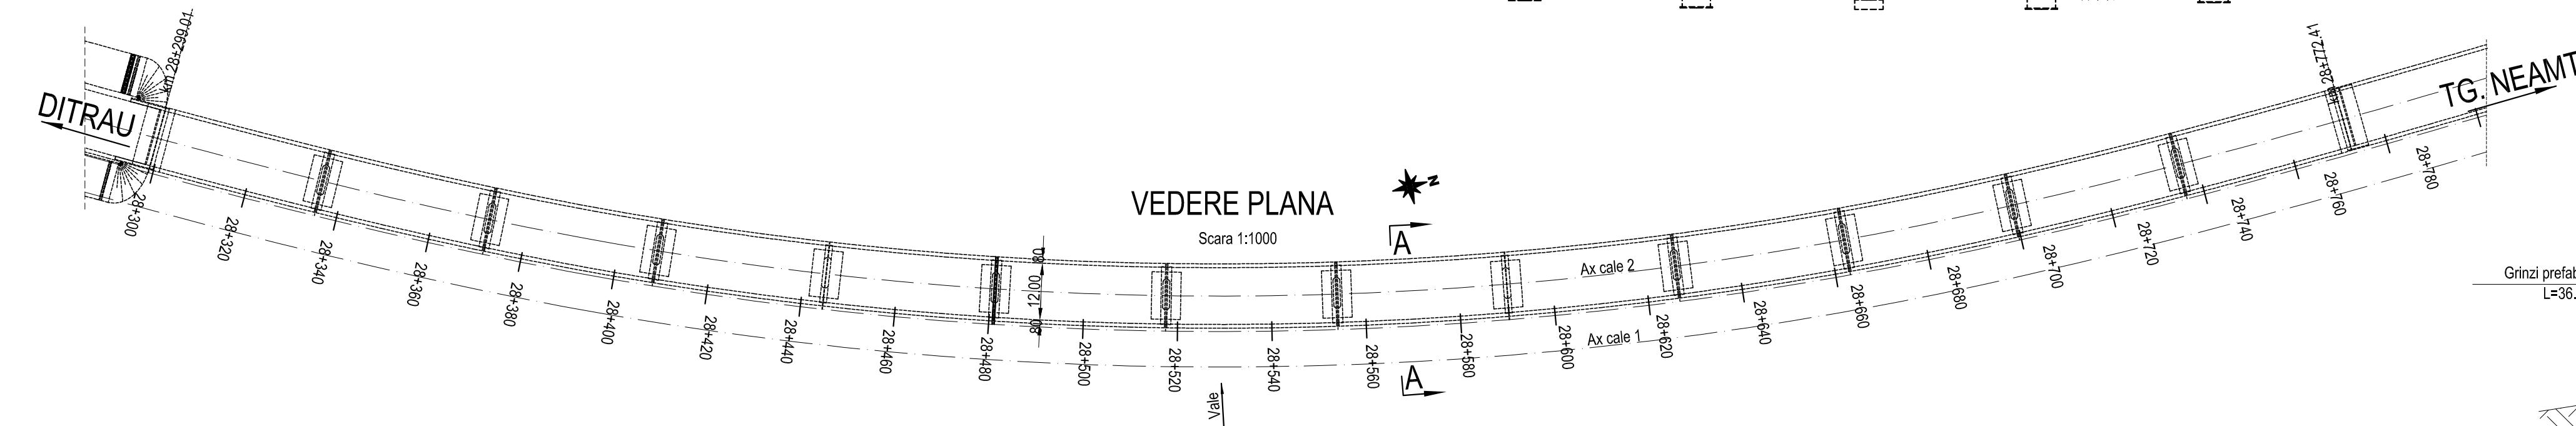 km 28+299.01
km 28+772.41
DITRAU
TG. NEAMT
VEDERE PLANA
Scara 1:1000
N
A
A
80
1200
80
Ax cale 2
Ax cale 1
Vale
28+300
28+320
28+340
28+360
28+380
28+400
28+420
28+440
28+460
28+480
28+500
28+520
28+540
28+560
28+580
28+600
28+620
28+640
28+660
28+680
28+700
28+720
28+740
28+760
28+780
Grinzi prefab
L=36.